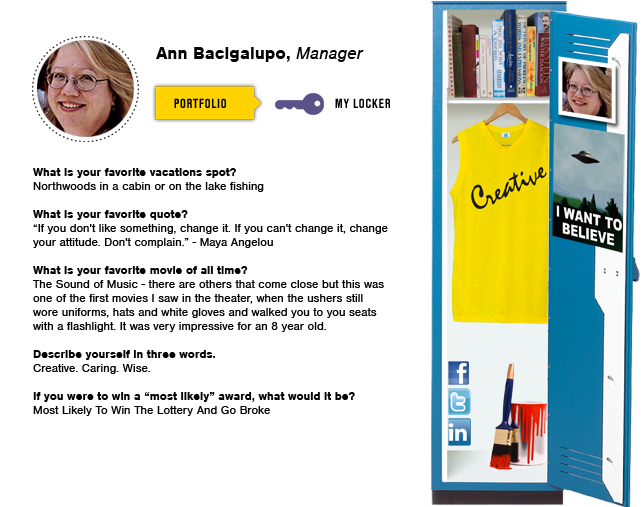 Ann Bacigalupo, Manager
PORTFOLIO
MY LOCKER
What is your favorite vacations spot?
Northwoods in a cabin or on the lake fishing
What is your favorite quote?
“If you don't like something, change it. If you can't change it, change
your attitude. Don't complain.” - Maya Angelou
What is your favorite movie of all time?
The Sound of Music - there are others that come close but this was
one of the first movies I saw in the theater, when the ushers still
wore uniforms, hats and white gloves and walked you to you seats
with a flashlight. It was very impressive for an 8 year old.
Describe yourself in three words.
Creative. Caring. Wise.
If you were to win a “most likely” award, what would it be?
Most Likely To Win The Lottery And Go Broke
Creative
I WANT TO
BELIEVE
f
t
in